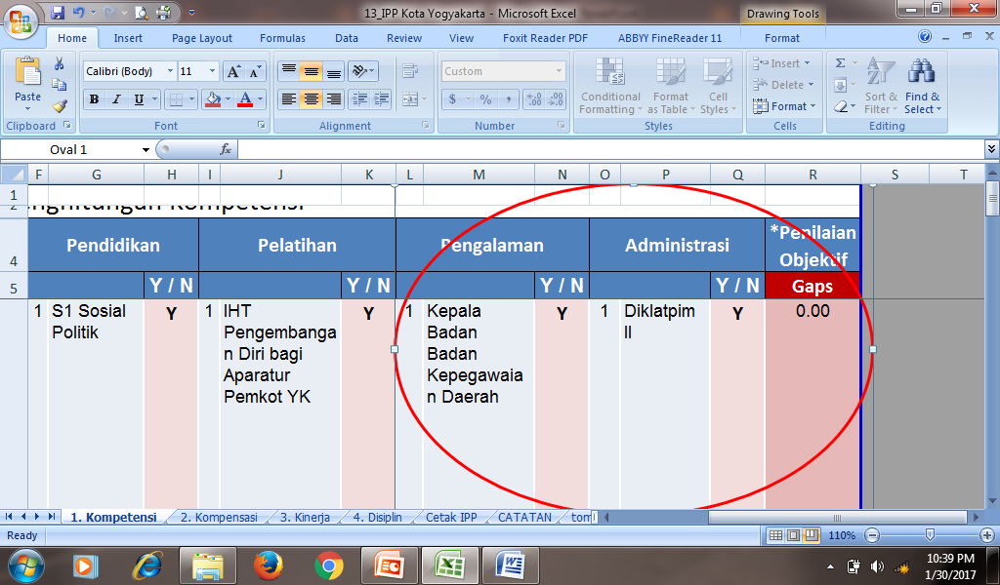 13_IPP Kota Yogyakarta - Microsoft Excel
Drawing Tools
Home Insert Page Layout Formulas Data Review View Foxit Reader PDF ABBYY FineReader 11 Format
Paste
Calibri (Body) 11
B I U
Custom
$ % ,
Conditional Formatting
Format as Table
Cell Styles
Insert
Delete
Format
Sort & Filter
Find & Select
Clipboard Font Alignment Number Styles Cells Editing
Oval 1 fx
F G H I J K L M N O P Q R S T
1
2 nghitungan Kompetensi
4 Pendidikan Pelatihan Pengalaman Administrasi *Penilaian
Objektif
5 Y / N Y / N Y / N Y / N Gaps
1 S1 Sosial Y 1 IHT Y 1 Kepala Y 1 Diklatpim Y 0.00
Politik Pengembanga Badan II
n Diri bagi Badan
Aparatur Kepegawaia
Pemkot YK n Daerah
1. Kompetensi 2. Kompensasi 3. Kinerja 4. Disiplin Cetak IPP CATATAN tom
Ready 110%
10:39 PM
1/30/2017